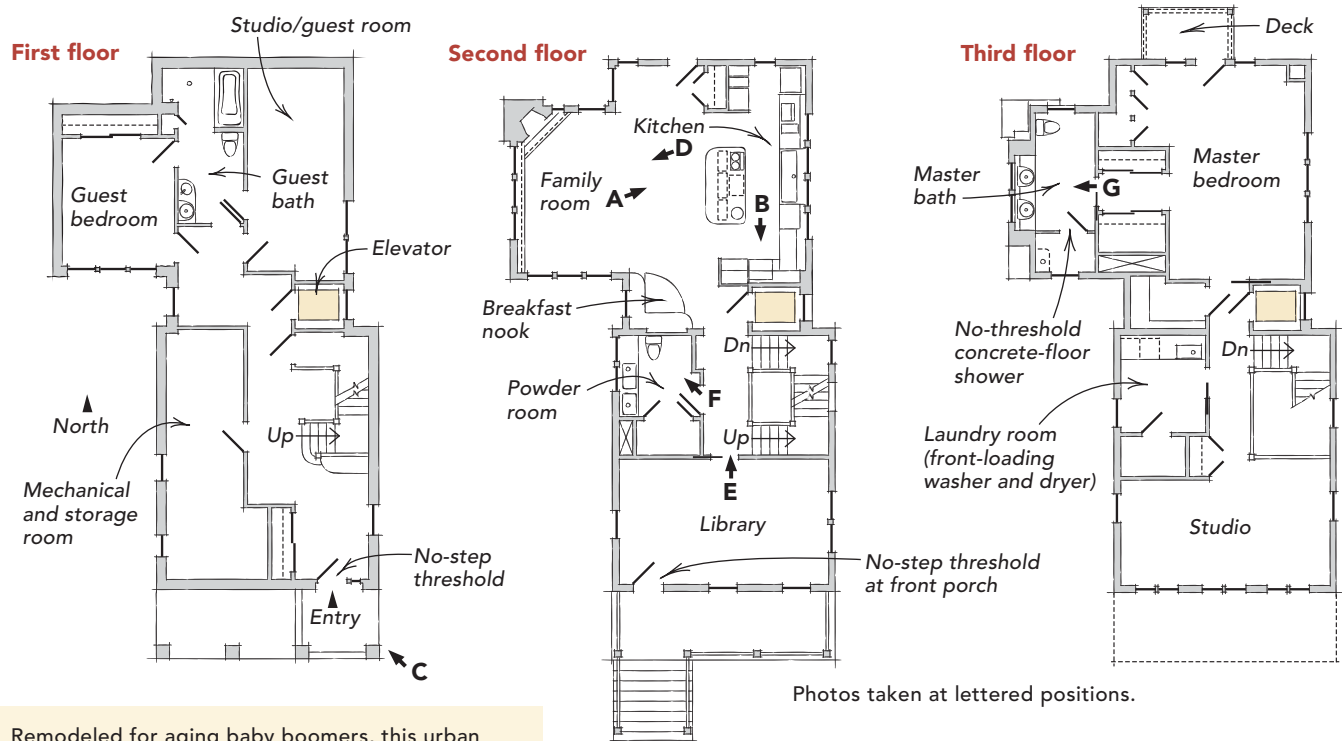 First floor
Studio/guest room
Guest
bedroom
Guest
bath
Elevator
North
Up
Mechanical
and storage
room
No-step
threshold
Entry
C
Second floor
Kitchen
D
Family
room
A
B
Breakfast
nook
Dn
Powder
room
F
Up
E
Library
No-step threshold
at front porch
Third floor
Deck
Master
bath
G
Master
bedroom
No-threshold
concrete-floor
shower
Dn
Laundry room
(front-loading
washer and dryer)
Studio
Photos taken at lettered positions.
Remodeled for aging baby boomers, this urban